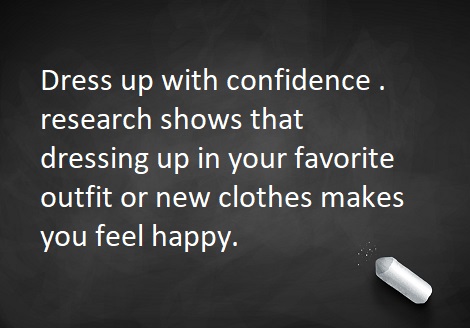 Dress up with confidence .
research shows that
dressing up in your favorite
outfit or new clothes makes
you feel happy.